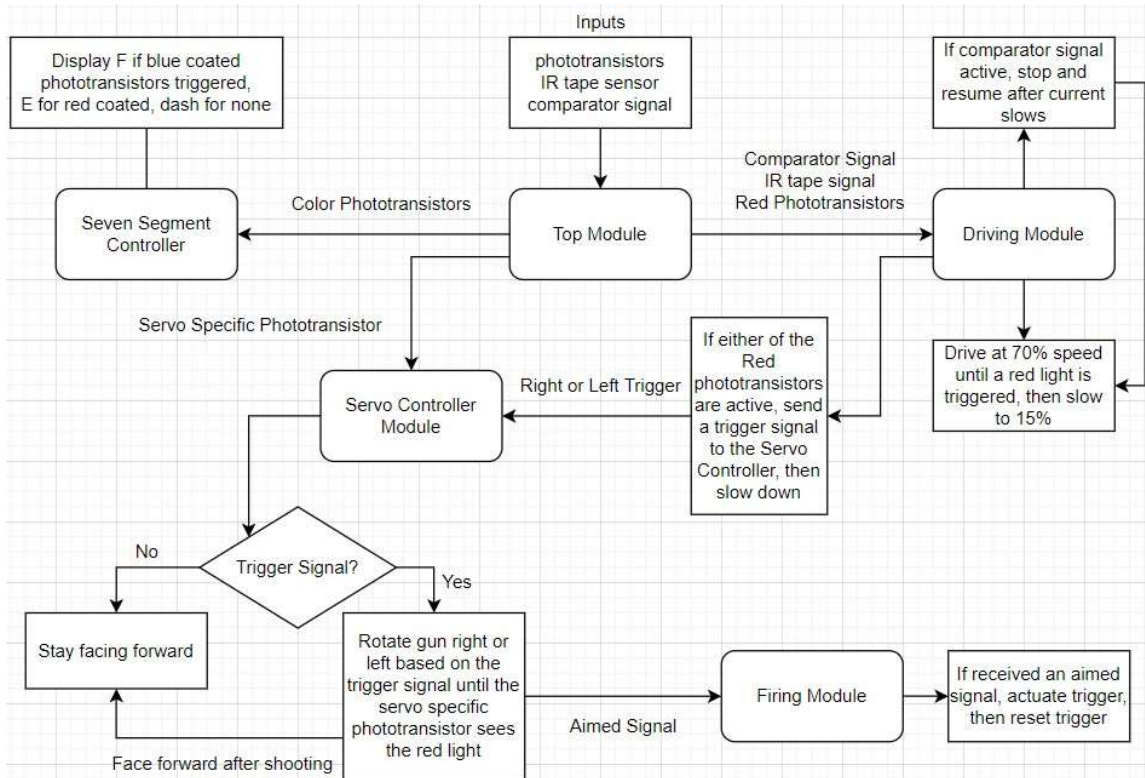 Inputs
Display F if blue coated
phototransistors triggered,
E for red coated, dash for none
phototransistors
IR tape sensor
comparator signal
If comparator signal
active, stop and
resume after current
slows
Seven Segment
Controller
Color Phototransistors
Top Module
Comparator Signal
IR tape signal
Red Phototransistors
Driving Module
Servo Specific Phototransistor
Servo Controller
Module
Right or Left Trigger
If either of the
Red
phototransistors
are active, send
a trigger signal
to the Servo
Controller, then
slow down
Drive at 70% speed
until a red light is
triggered, then slow
to 15%
Trigger Signal?
No
Yes
Stay facing forward
Rotate gun right or
left based on the
trigger signal until the
servo specific
phototransistor sees
the red light
Face forward after shooting
Aimed Signal
Firing Module
If received an aimed
signal, actuate trigger,
then reset trigger